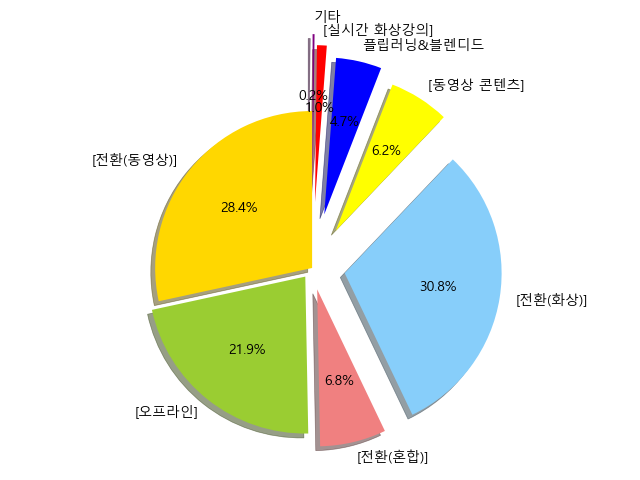 기타
[실시간 화상강의]
플립러닝&블렌디드
[동영상 콘텐츠]
0.2%
1.0%
4.7%
6.2%
[전환(동영상)]
28.4%
30.8%
[전환(화상)]
21.9%
6.8%
[오프라인]
[전환(혼합)]